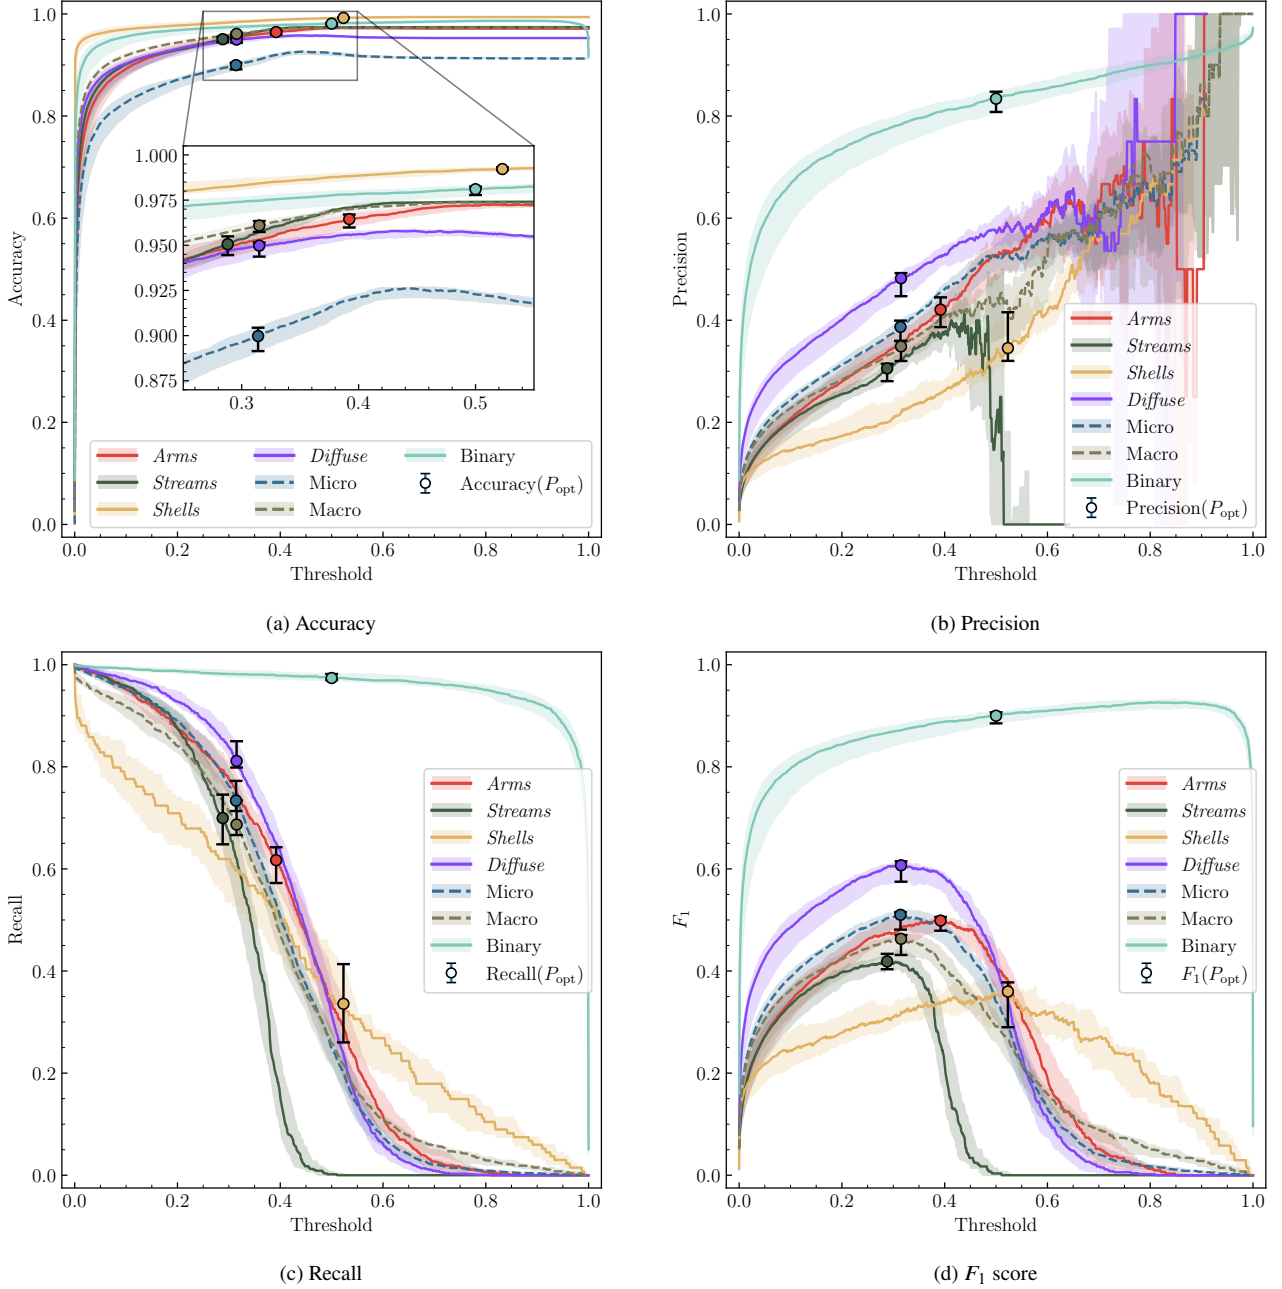 1.0
0.8
0.6
0.4
0.2
0.0
Accuracy
1.000
0.975
0.950
0.925
0.900
0.875
0.3 0.4 0.5
Arms
Streams
Shells
Diffuse
Micro
Macro
Binary
Accuracy(P_opt)
0.0 0.2 0.4 0.6 0.8 1.0
Threshold
(a) Accuracy
1.0
0.8
0.6
0.4
0.2
0.0
Precision
Arms
Streams
Shells
Diffuse
Micro
Macro
Binary
Precision(P_opt)
0.0 0.2 0.4 0.6 0.8 1.0
Threshold
(b) Precision
1.0
0.8
0.6
0.4
0.2
0.0
Recall
Arms
Streams
Shells
Diffuse
Micro
Macro
Binary
Recall(P_opt)
0.0 0.2 0.4 0.6 0.8 1.0
Threshold
(c) Recall
1.0
0.8
0.6
0.4
0.2
0.0
F_1
Arms
Streams
Shells
Diffuse
Micro
Macro
Binary
F_1(P_opt)
0.0 0.2 0.4 0.6 0.8 1.0
Threshold
(d) F_1 score